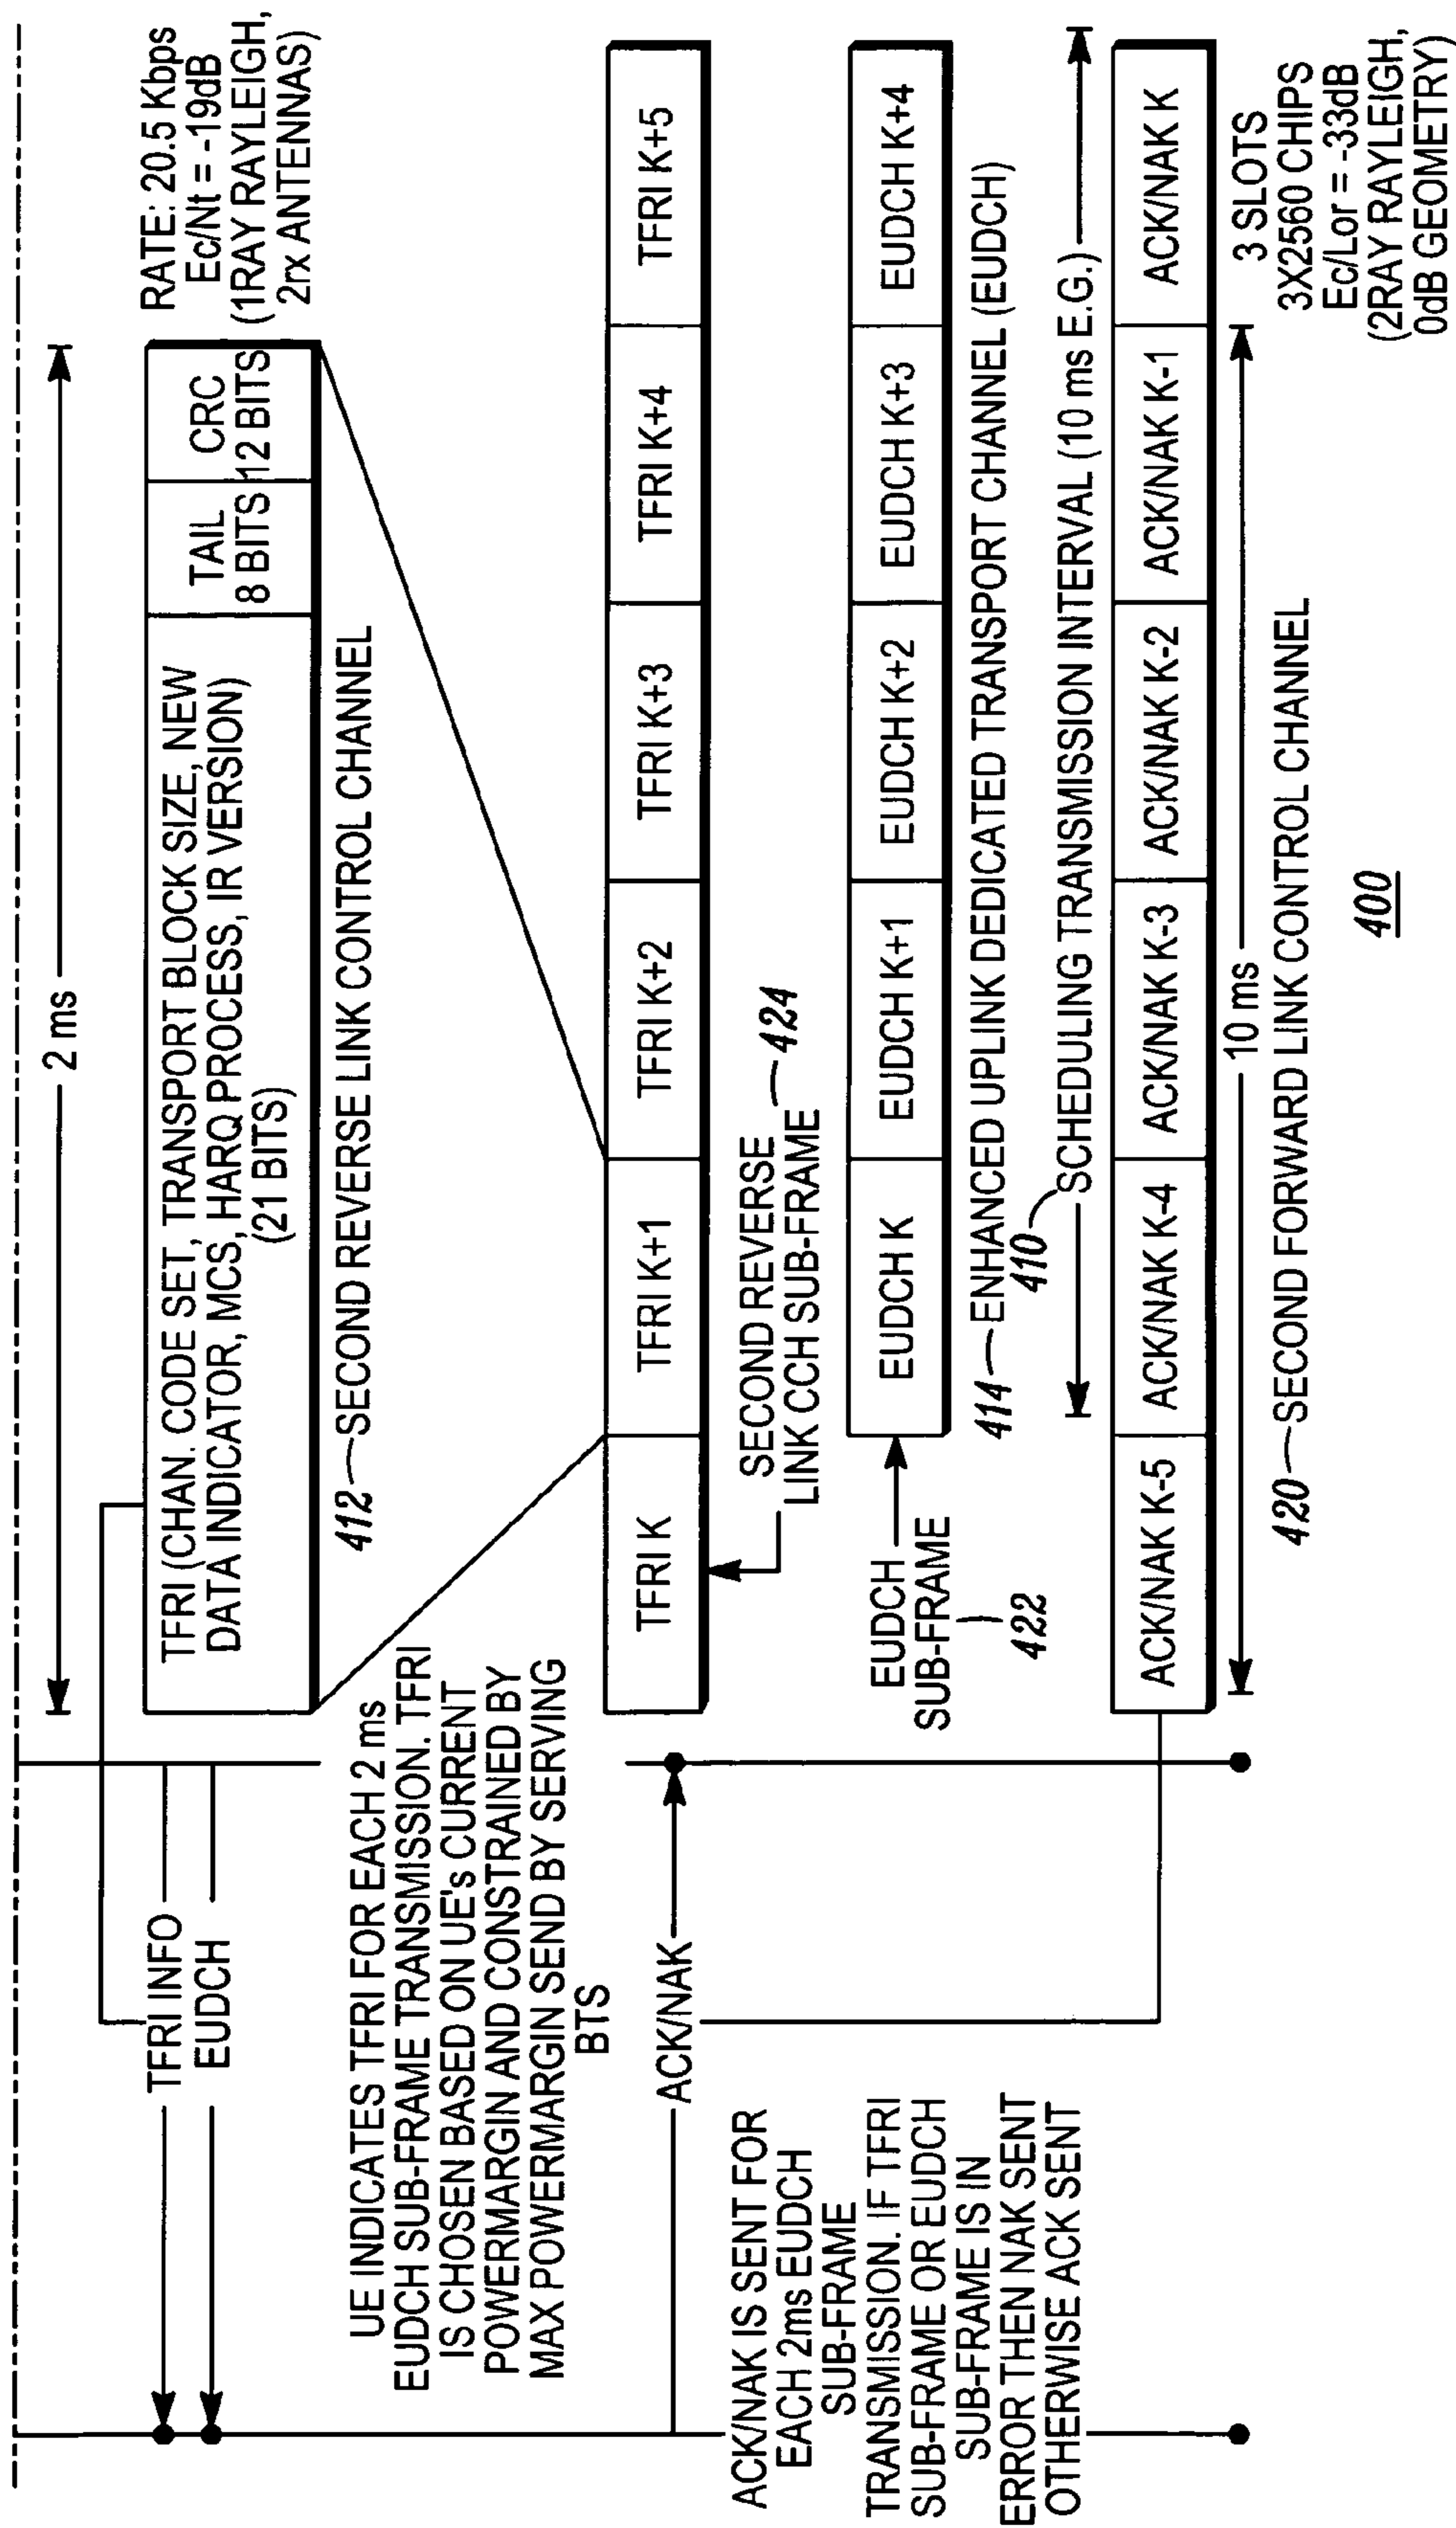 2 ms
TFRI (CHAN. CODE SET, TRANSPORT BLOCK SIZE, NEW
DATA INDICATOR, MCS, HARQ PROCESS, IR VERSION)
(21 BITS)
TAIL
8 BITS
CRC
12 BITS
RATE: 20.5 Kbps
Ec/Nt = -19dB
(1RAY RAYLEIGH,
2rx ANTENNAS)
412 SECOND REVERSE LINK CONTROL CHANNEL
TFRI INFO
EUDCH
UE INDICATES TFRI FOR EACH 2 ms
EUDCH SUB-FRAME TRANSMISSION. TFRI
IS CHOSEN BASED ON UE's CURRENT
POWERMARGIN AND CONSTRAINED BY
MAX POWERMARGIN SEND BY SERVING
BTS
TFRI K
TFRI K+1
TFRI K+2
TFRI K+3
TFRI K+4
TFRI K+5
SECOND REVERSE
LINK CCH SUB-FRAME 424
ACK/NAK
EUDCH
SUB-FRAME
422
EUDCH K
EUDCH K+1
EUDCH K+2
EUDCH K+3
EUDCH K+4
414 ENHANCED UPLINK DEDICATED TRANSPORT CHANNEL (EUDCH)
410 SCHEDULING TRANSMISSION INTERVAL (10 ms E.G.)
ACK/NAK IS SENT FOR
EACH 2ms EUDCH
SUB-FRAME
TRANSMISSION. IF TFRI
SUB-FRAME OR EUDCH
SUB-FRAME IS IN
ERROR THEN NAK SENT
OTHERWISE ACK SENT
ACK/NAK K-5
ACK/NAK K-4
ACK/NAK K-3
ACK/NAK K-2
ACK/NAK K-1
ACK/NAK K
10 ms
3 SLOTS
3X2560 CHIPS
Ec/Lor = -33dB
(2RAY RAYLEIGH,
0dB GEOMETRY)
420 SECOND FORWARD LINK CONTROL CHANNEL
400